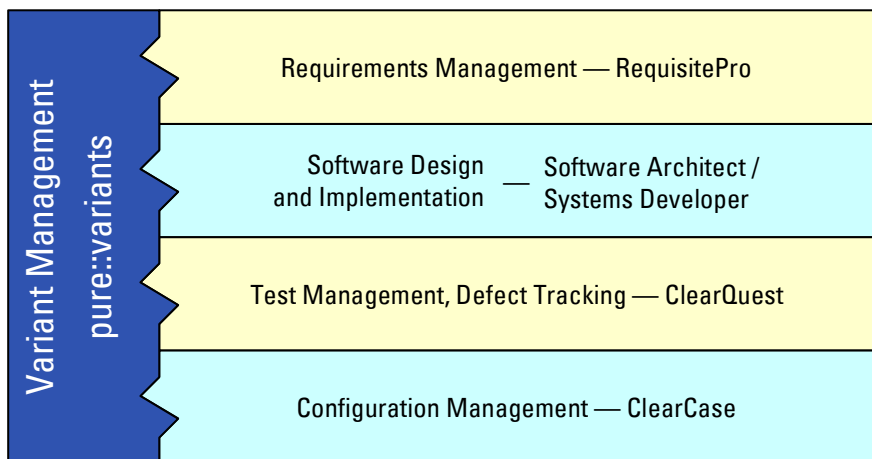 Variant Management
pure::variants
Requirements Management — RequisitePro
Software Design
and Implementation
—
Software Architect /
Systems Developer
Test Management, Defect Tracking — ClearQuest
Configuration Management — ClearCase